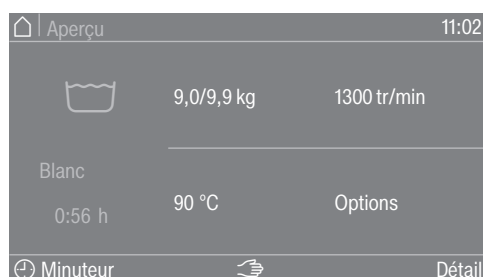 Aperçu 11:02
9,0/9,9 kg 1300 tr/min
Blanc
0:56 h
90 °C Options
Minuteur Détail